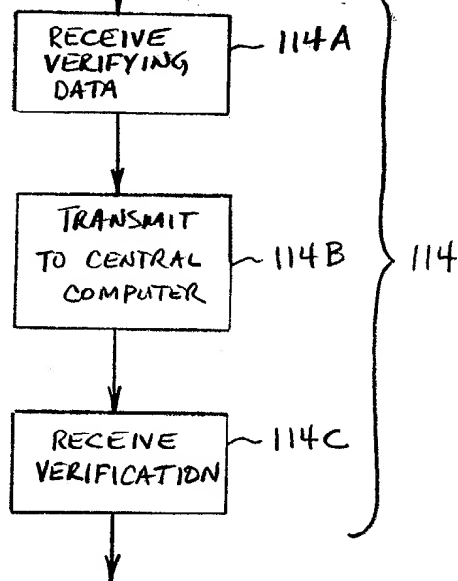 RECEIVE
VERIFYING
DATA
114A
TRANSMIT
TO CENTRAL
COMPUTER
114B
114
RECEIVE
VERIFICATION
114C